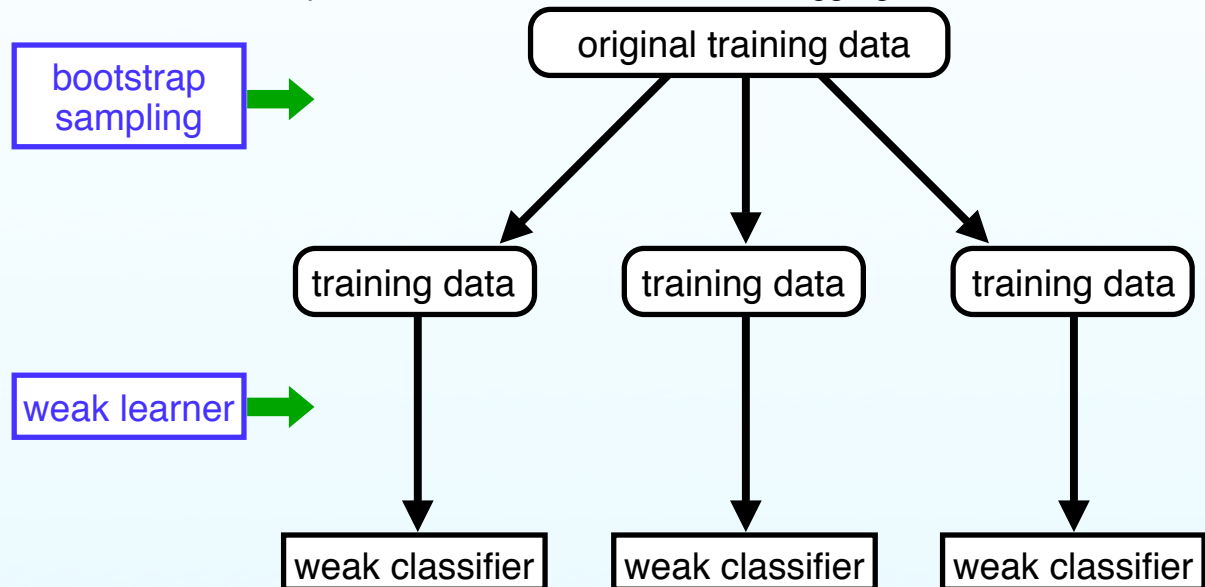 original training data
bootstrap
sampling
training data
training data
training data
weak learner
weak classifier
weak classifier
weak classifier